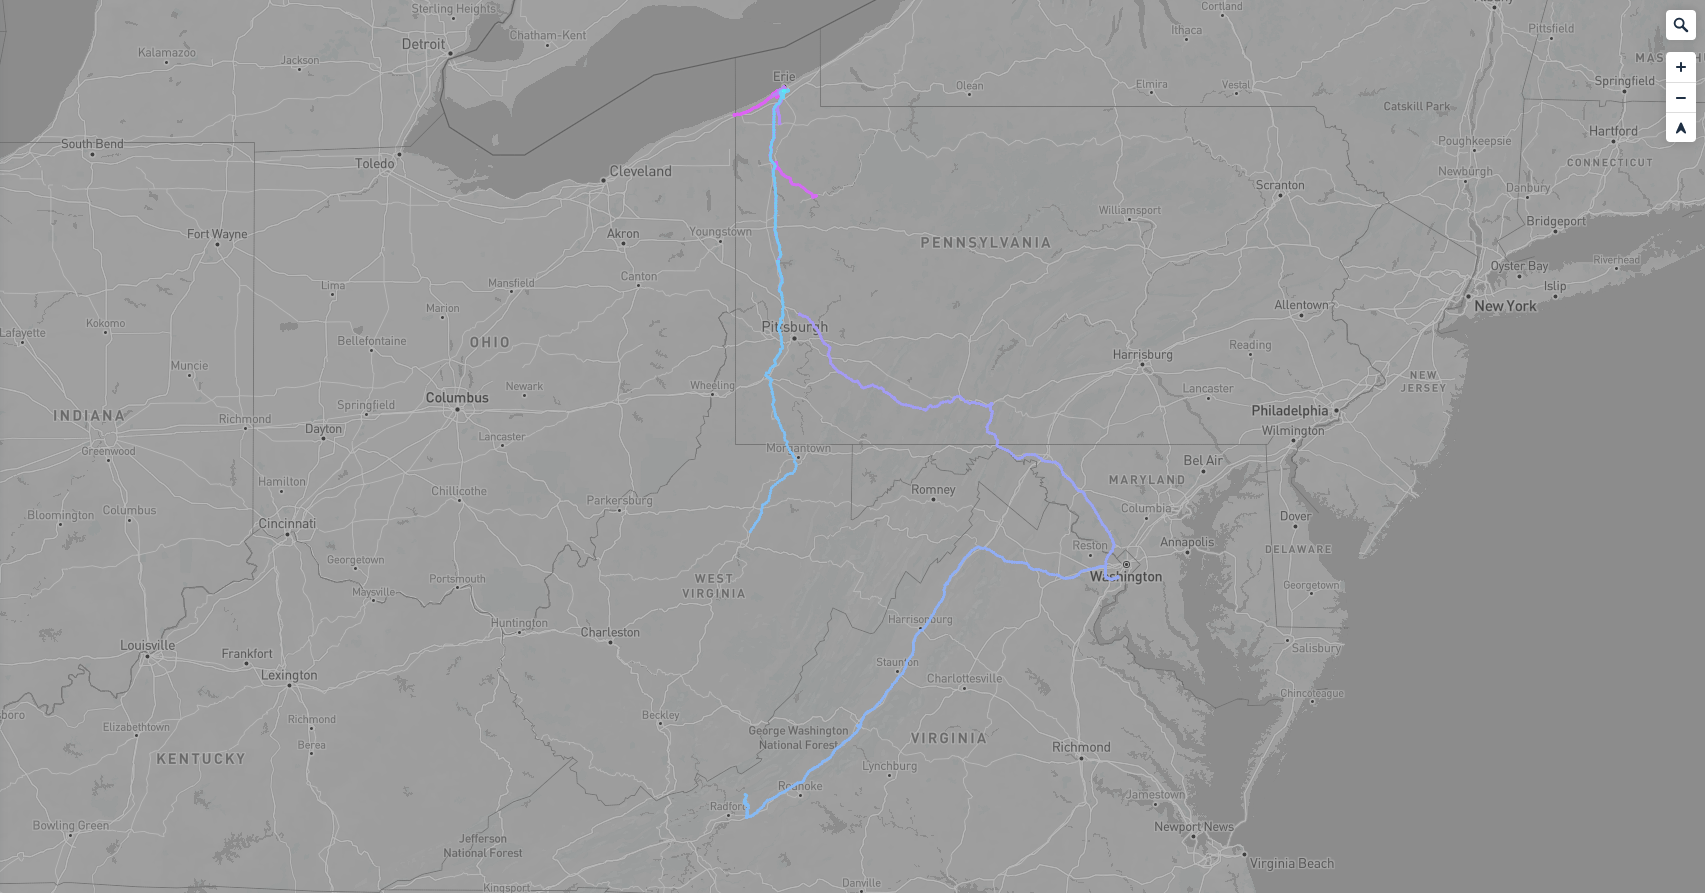 Sterling Heights
Cortland
Kalamazoo
Detroit
Chatham-Kent
Ithaca
Pittsfield
Jackson
Erie
Olean
Elmira
Vestal
Springfield
Catskill Park
South Bend
Toledo
Cleveland
Poughkeepsie
Hartford
CONNECTICUT
Newburgh
Scranton
Danbury
Williamsport
Bridgeport
Fort Wayne
Akron
Youngstown
PENNSYLVANIA
Riverhead
Oyster Bay
Canton
Lima
Mansfield
Islip
Marion
Allentown
New York
Lafayette
Kokomo
Pittsburgh
Bellefontaine
OHIO
Reading
Harrisburg
Muncie
NEW
JERSEY
Newark
Wheeling
Lancaster
Columbus
Springfield
INDIANA
Richmond
Philadelphia
Dayton
Lancaster
Wilmington
Greenwood
Morgantown
Bel Air
Hamilton
MARYLAND
Chillicothe
Romney
Parkersburg
Columbia
Bloomington
Columbus
Cincinnati
Dover
Reston
Annapolis
DELAWARE
Georgetown
Washington
Portsmouth
WEST
VIRGINIA
Georgetown
Maysville
Huntington
Harrisonburg
Charleston
Louisville
Salisbury
Frankfort
Staunton
Lexington
Charlottesville
Chincoteague
Beckley
Richmond
Elizabethtown
George Washington
National Forest
VIRGINIA
Berea
Richmond
KENTUCKY
Lynchburg
Roanoke
Jamestown
Radford
Bowling Green
Newport News
Jefferson
National Forest
Virginia Beach
Danville
Kingsport